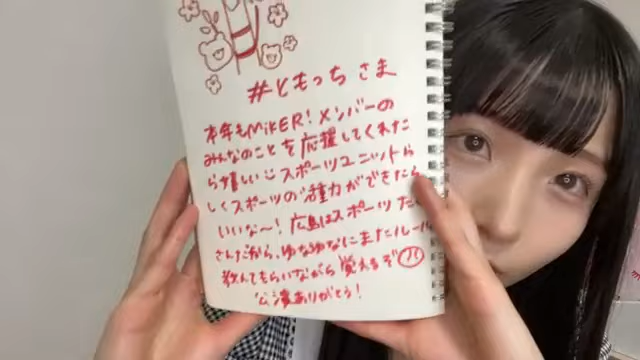 #ともっち さま
本年もMiKER!メンバーの
みんなのことを応援してくれた
ら嬉しい スポーツユニットら
しくスポーツの 魅力ができたら
いいな〜!広島はスポーツたく
さんだから、ゆなゆなにまたルール
教えてもらいながら覚えるぞ
公演ありがとう!